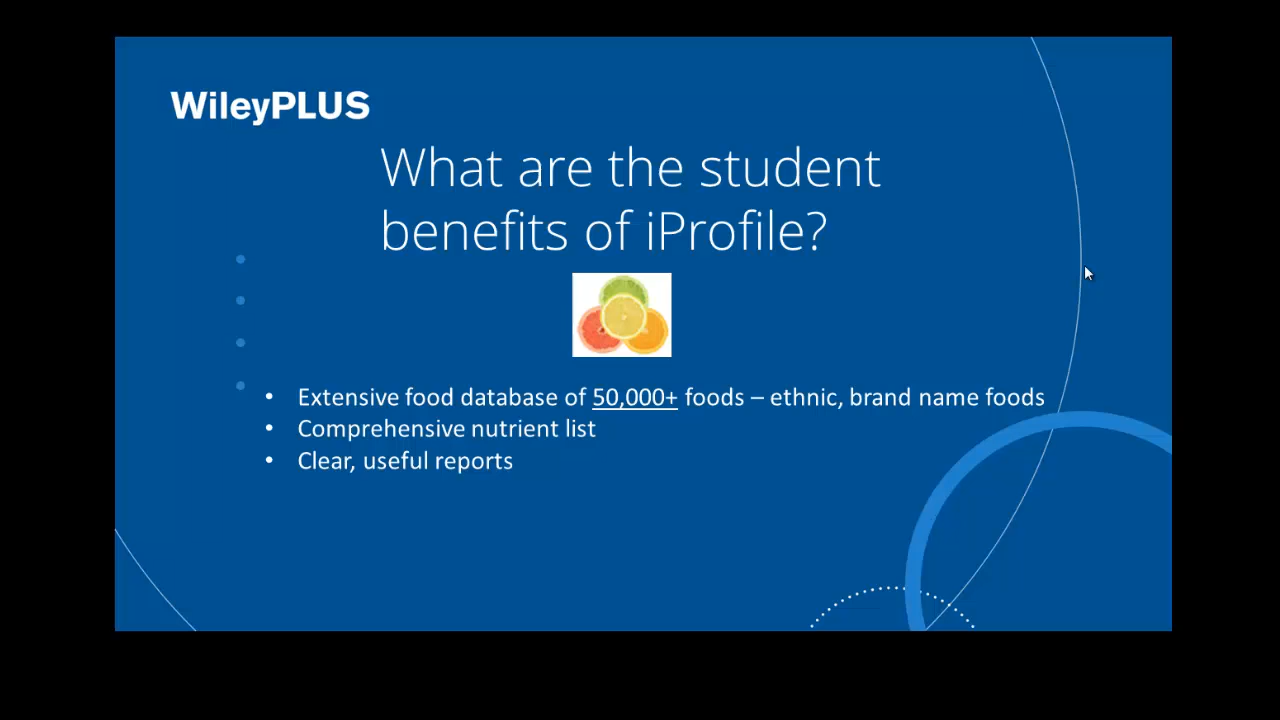 WileyPLUS
What are the student
benefits of iProfile?
• Extensive food database of 50,000+ foods – ethnic, brand name foods
• Comprehensive nutrient list
• Clear, useful reports